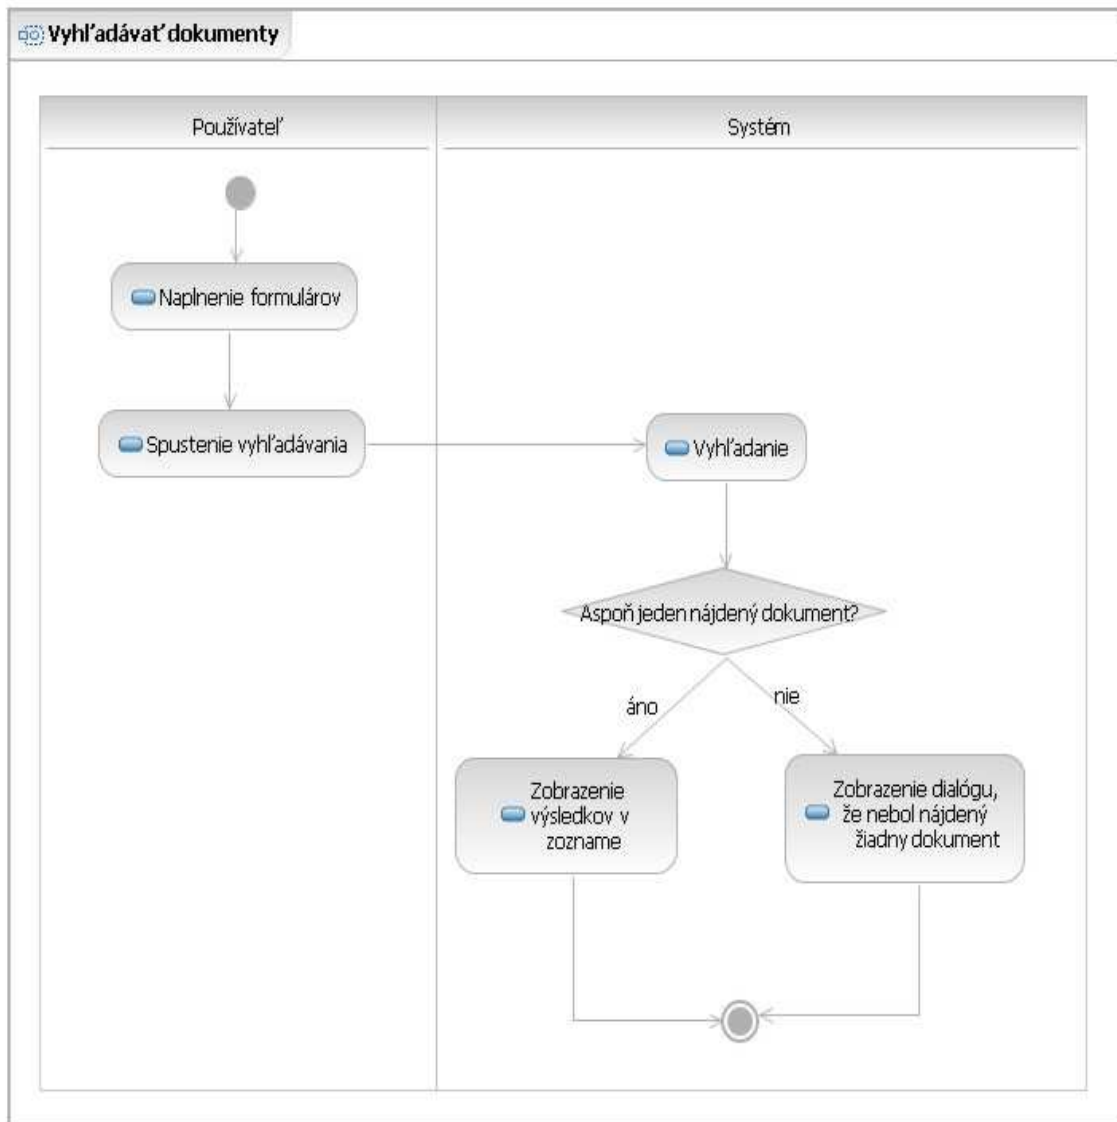 Vyhľadávať dokumenty
Používateľ
Systém
Naplnenie formulárov
Spustenie vyhľadávania
Vyhľadanie
Aspoň jeden nájdený dokument?
áno
nie
Zobrazenie
výsledkov v
zozname
Zobrazenie dialógu,
že nebol nájdený
žiadny dokument